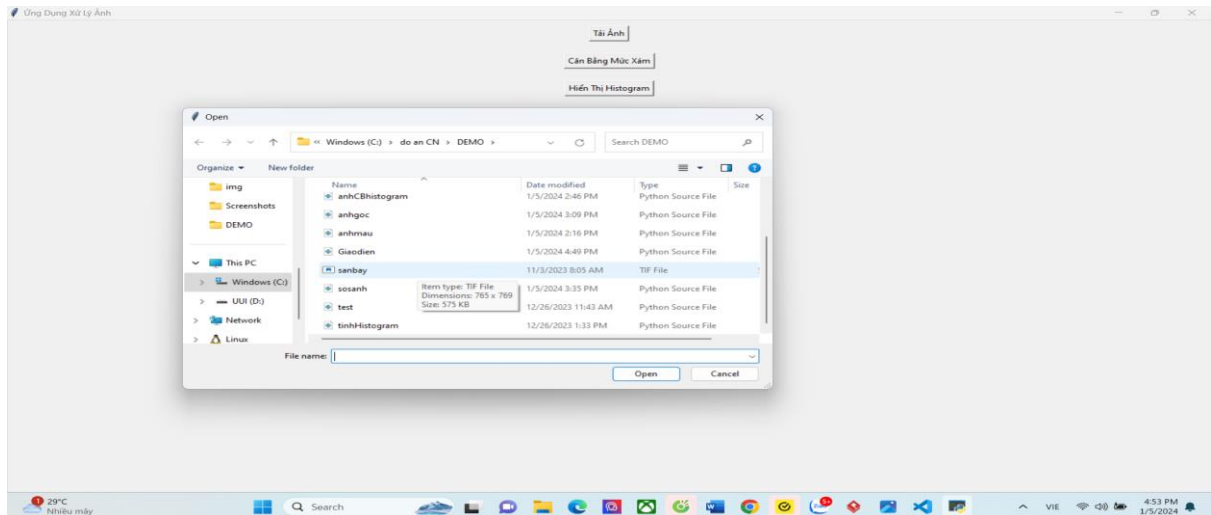 Ứng Dụng Xử Lý Ảnh
Tải Ảnh
Cân Bằng Mức Xám
Hiển Thị Histogram
Open
« Windows (C:) › do an CN › DEMO ›
Search DEMO
Organize New folder
img
Screenshots
DEMO
This PC
Windows (C:)
UUI (D:)
Network
Linux
Name Date modified Type Size
anhCBhistogram 1/5/2024 2:46 PM Python Source File
anhgoc 1/5/2024 3:09 PM Python Source File
anhmau 1/5/2024 2:16 PM Python Source File
Giaodien 1/5/2024 4:49 PM Python Source File
sanbay 11/3/2023 8:05 AM TIF File
sosanh 1/5/2024 3:35 PM Python Source File
test 12/26/2023 11:43 AM Python Source File
tinhHistogram 12/26/2023 1:33 PM Python Source File
Item type: TIF File
Dimensions: 765 x 769
Size: 575 KB
File name:
Open Cancel
1
29°C
Nhiều mây
Search
5+
VIE
4:53 PM
1/5/2024